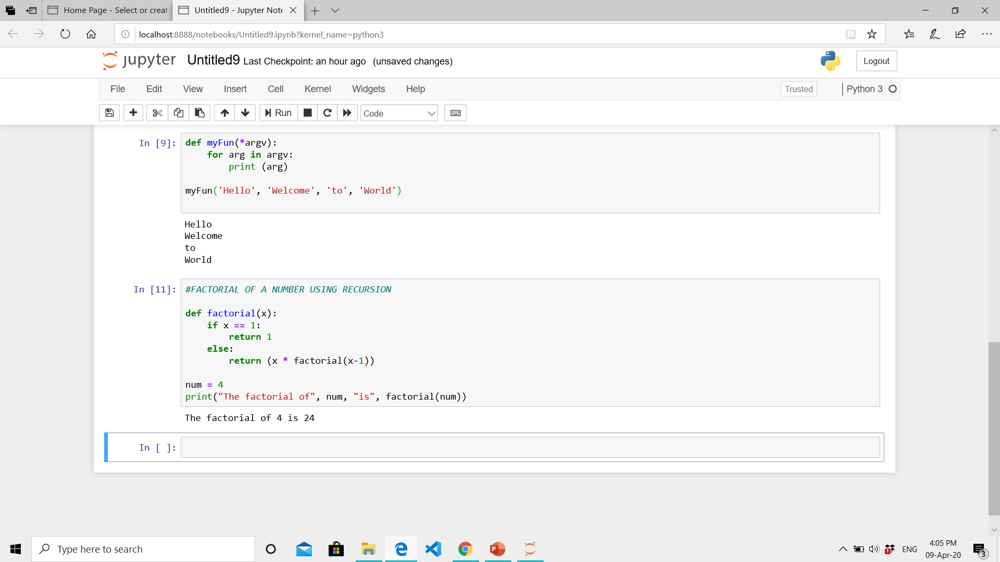 Home Page - Select or creat
Untitled9 - Jupyter Note
localhost:8888/notebooks/Untitled9.ipynb?kernel_name=python3
jupyter Untitled9 Last Checkpoint: an hour ago (unsaved changes)
Logout
File Edit View Insert Cell Kernel Widgets Help
Trusted
Python 3
Run
Code
In [9]:
def myFun(*argv):
    for arg in argv:
        print (arg)
myFun('Hello', 'Welcome', 'to', 'World')
Hello
Welcome
to
World
In [11]:
#FACTORIAL OF A NUMBER USING RECURSION
def factorial(x):
    if x == 1:
        return 1
    else:
        return (x * factorial(x-1))
num = 4
print("The factorial of", num, "is", factorial(num))
The factorial of 4 is 24
In [ ]:
Type here to search
P
1
ENG
4:05 PM
09-Apr-20
3